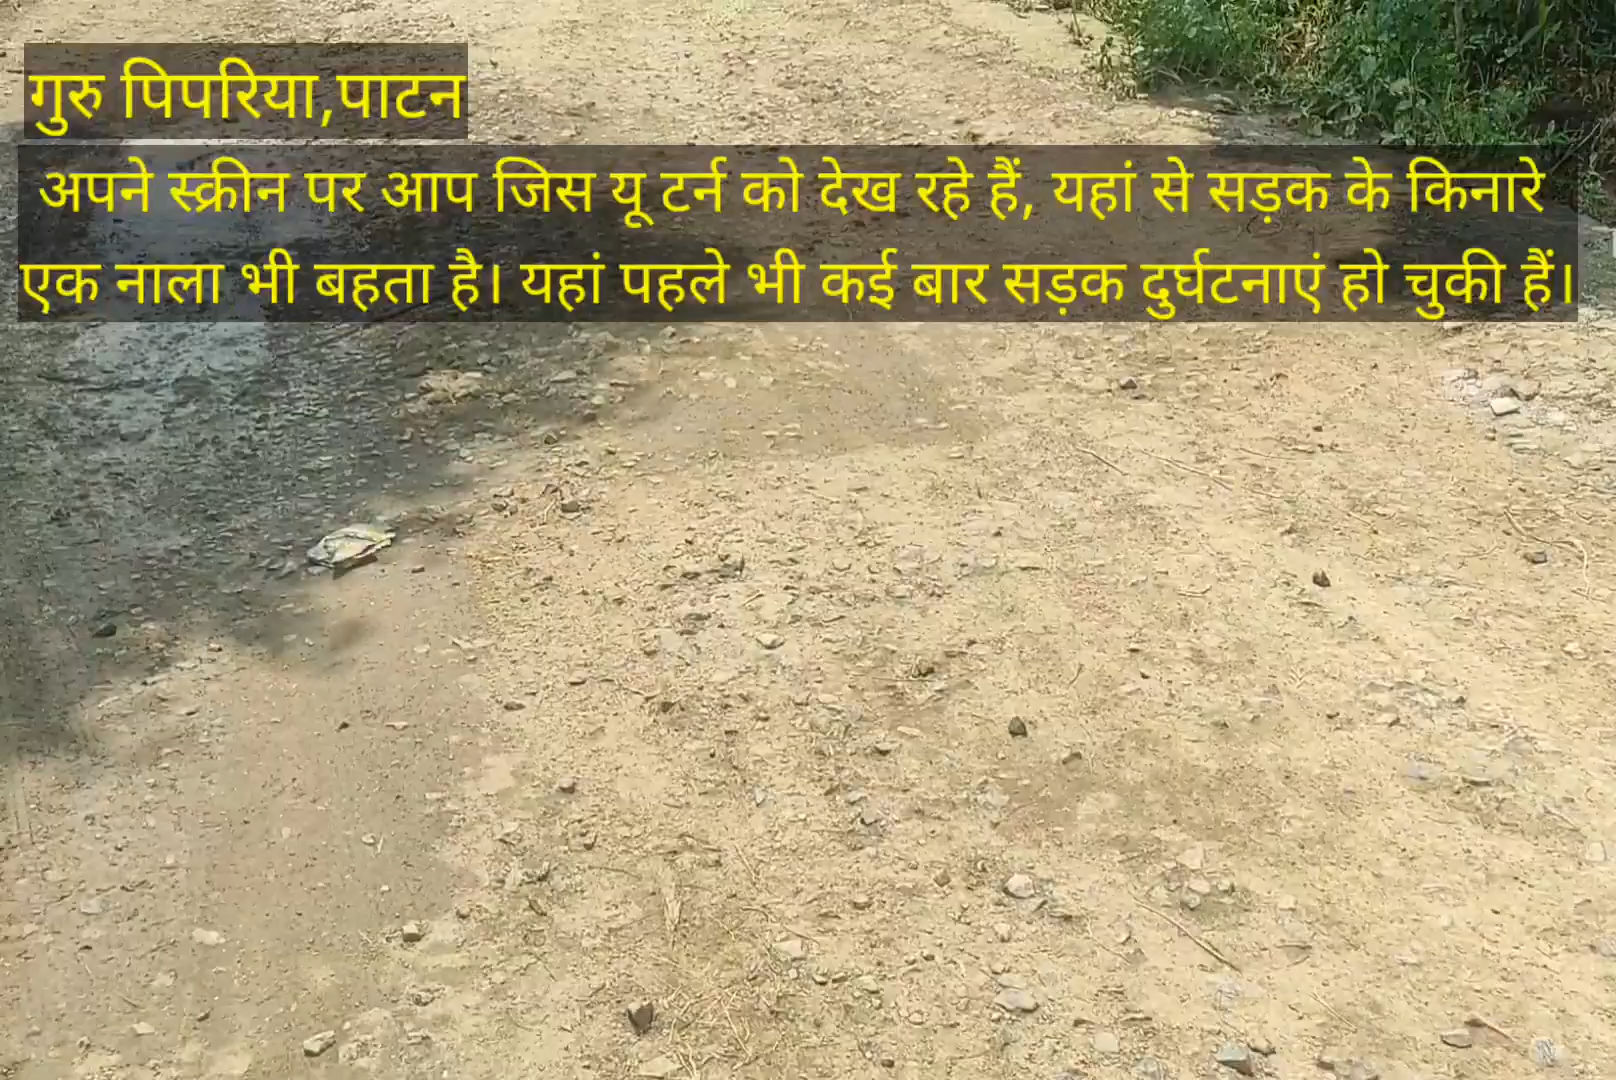 गुरु पिपरिया,पाटन
अपने स्क्रीन पर आप जिस यू टर्न को देख रहे हैं, यहां से सड़क के किनारे
एक नाला भी बहता है। यहां पहले भी कई बार सड़क दुर्घटनाएं हो चुकी हैं।